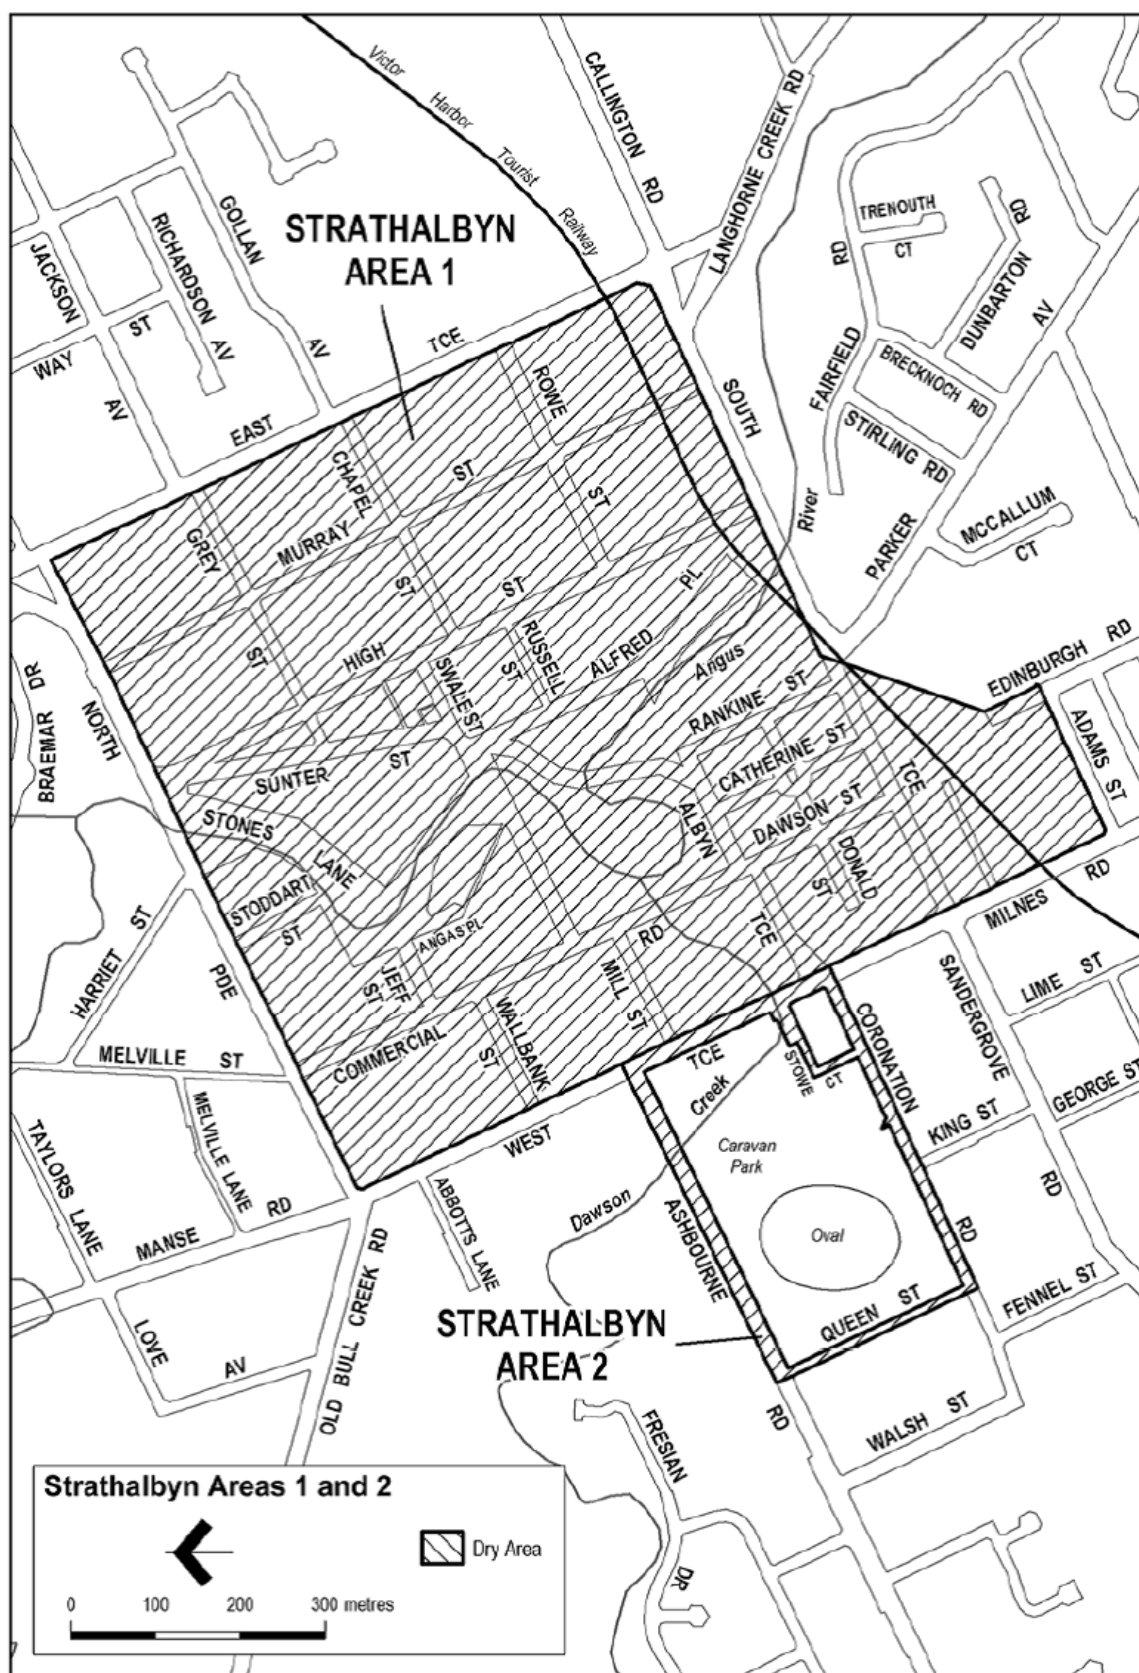 Victor
Harbor
Tourist
Railway
CALLINGTON
RD
LANGHORNE CREEK RD
GOLLAN
AV
RICHARDSON
AV
JACKSON
AV
WAY
ST
STRATHALBYN
AREA 1
EAST
TCE
TRENOUTH
CT
DUNBARTON
RD
FAIRFIELD
RD
BRECKNOCH RD
STIRLING RD
AV
PARKER
MCCALLUM
CT
SOUTH
River
ROWE
ST
CHAPEL
ST
GREY
ST
MURRAY
ST
HIGH
ST
RUSSELL
ST
SWALE ST
ALFRED
PL
Angus
RANKINE ST
CATHERINE ST
DAWSON ST
DONALD
ST
ALBYN
TCE
TCE
EDINBURGH RD
ADAMS ST
BRAEMAR DR
NORTH
PDE
SUNTER
ST
STONES
LANE
STODDART
ST
ANGAS PL
JEFF
ST
COMMERCIAL
RD
WALLBANK
ST
MILL ST
HARRIET ST
MELVILLE ST
MELVILLE LANE
TAYLORS LANE
MANSE
RD
LOVE
AV
OLD BULL CREEK RD
ABBOTTS LANE
WEST
TCE
Creek
Dawson
STOWE
CT
CORONATION
RD
Caravan
Park
Oval
ASHBOURNE
RD
QUEEN ST
MILNES
RD
SANDERGROVE
RD
LIME ST
GEORGE ST
KING ST
FENNEL ST
WALSH ST
STRATHALBYN
AREA 2
FRESIAN
DR
Strathalbyn Areas 1 and 2
Dry Area
0 100 200 300 metres